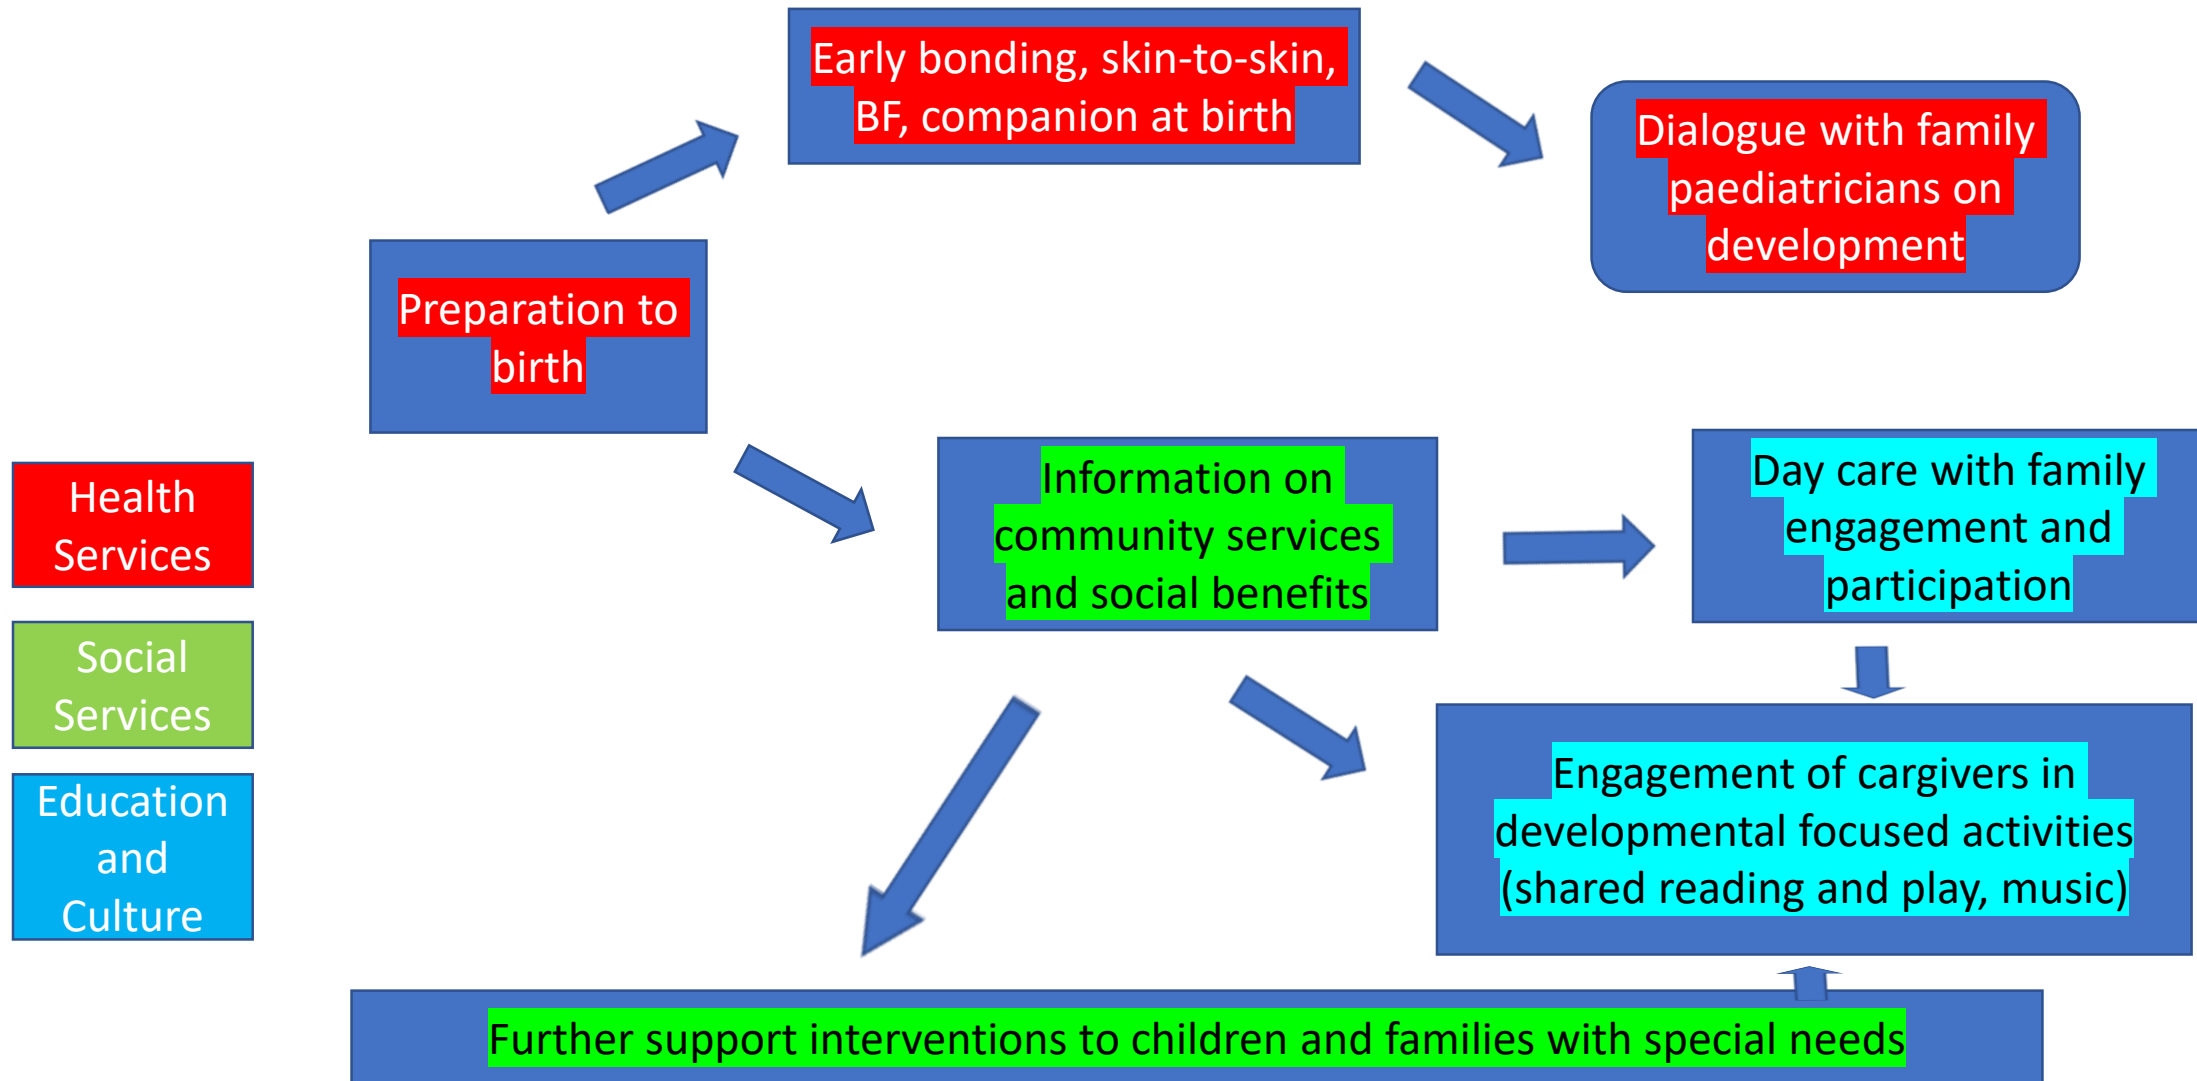 Early bonding, skin-to-skin,
BF, companion at birth
Dialogue with family
paediatricians on
development
Preparation to
birth
Information on
community services
and social benefits
Day care with family
engagement and
participation
Health
Services
Social
Services
Education
and
Culture
Engagement of cargivers in
developmental focused activities
(shared reading and play, music)
Further support interventions to children and families with special needs